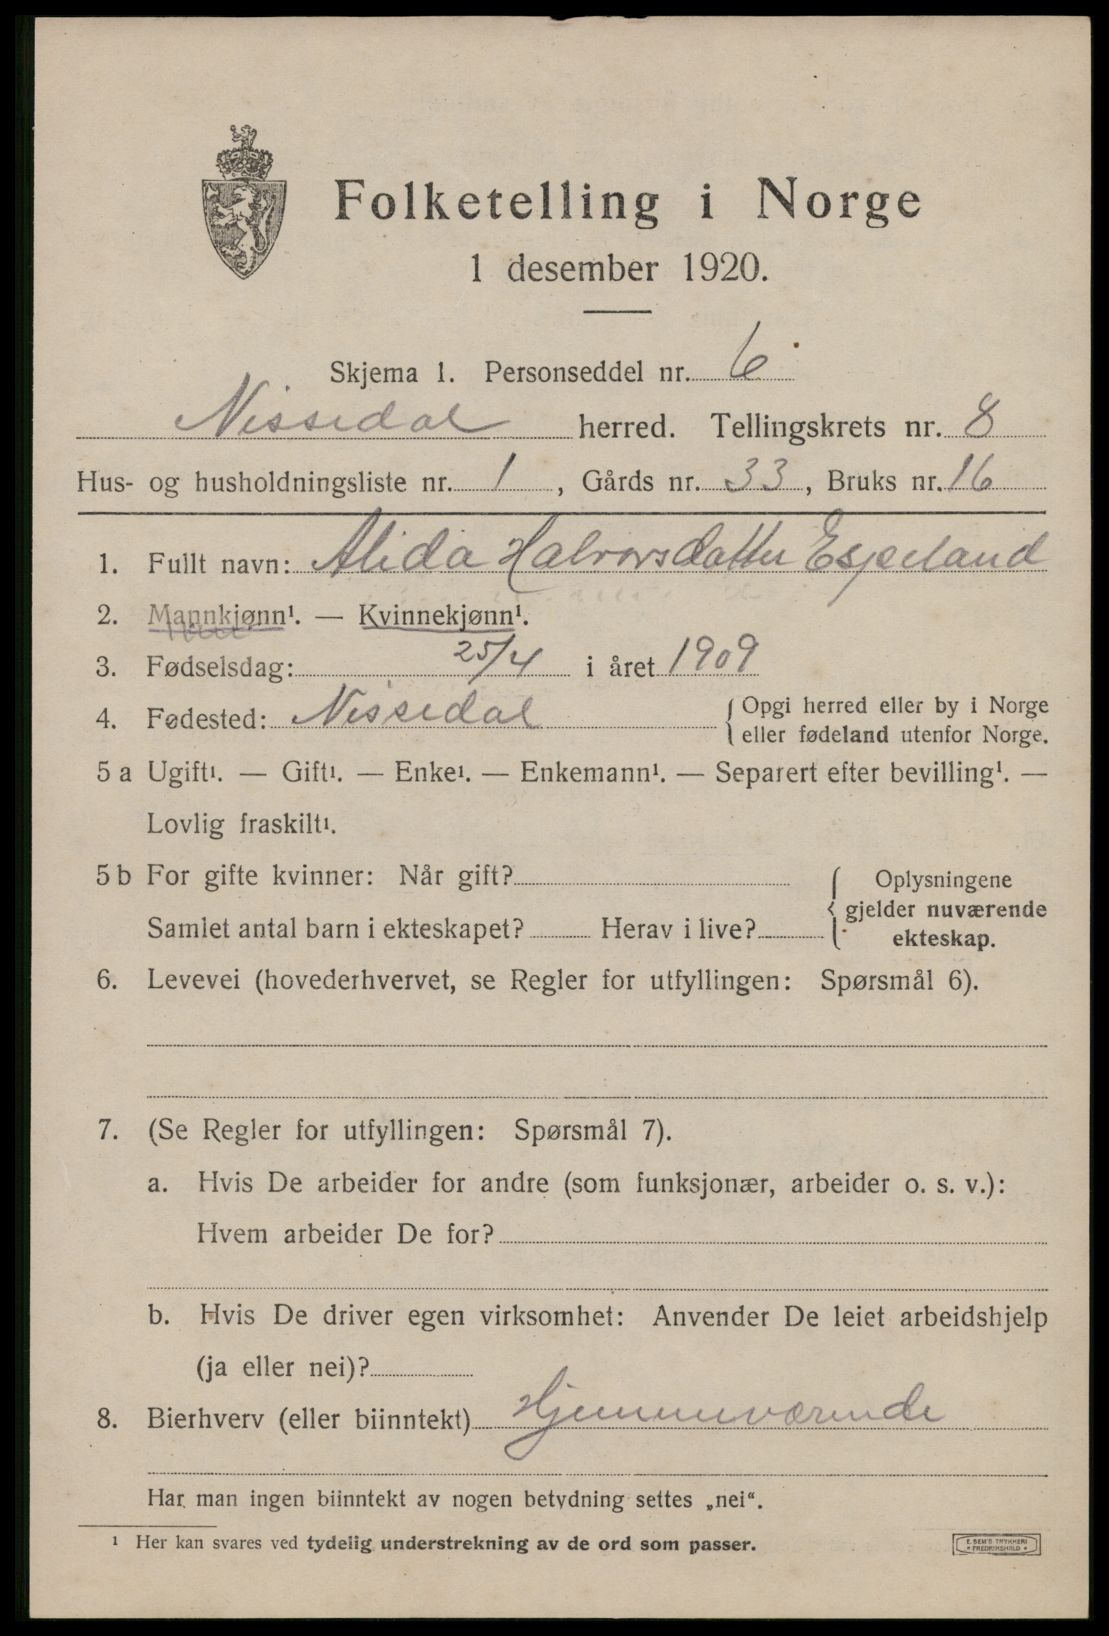 Folketelling i Norge
1 desember 1920.
Skjema 1. Personseddel nr. 6
Nissedal herred. Tellingskrets nr. 8
Hus- og husholdningsliste nr. 1, Gårds nr. 33, Bruks nr. 16
1. Fullt navn: Alida Halvorsdatter Espeland
2. Mannkjønn¹. — Kvinnekjønn¹.
3. Fødselsdag: 25/4 i året 1909
4. Fødested: Nissedal { Opgi herred eller by i Norge
eller fødeland utenfor Norge.
5 a Ugift¹. — Gift¹. — Enke¹. — Enkemann¹. — Separert efter bevilling¹. —
Lovlig fraskilt¹.
5 b For gifte kvinner: Når gift? { Oplysningene
gjelder nuværende
Samlet antal barn i ekteskapet? Herav i live? ekteskap.
6. Levevei (hovederhvervet, se Regler for utfyllingen: Spørsmål 6).
7. (Se Regler for utfyllingen: Spørsmål 7).
a. Hvis De arbeider for andre (som funksjonær, arbeider o. s. v.):
Hvem arbeider De for?
b. Hvis De driver egen virksomhet: Anvender De leiet arbeidshjelp
(ja eller nei)?
8. Bierhverv (eller biinntekt) Hjemmeværende
Har man ingen biinntekt av nogen betydning settes „nei“.
¹ Her kan svares ved tydelig understrekning av de ord som passer.
E. SEM'S TRYKKERI
* FREDRIKSHALD *